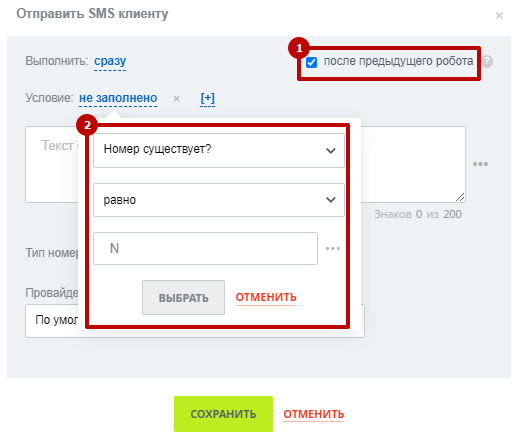 Отправить SMS клиенту
Выполнить: сразу
1
после предыдущего робота
?
Условие: не заполнено × [+]
2
Номер существует?
Текст
равно
Знаков 0 из 200
N
Тип номер
Провайде
ВЫБРАТЬ ОТМЕНИТЬ
По умол
СОХРАНИТЬ ОТМЕНИТЬ